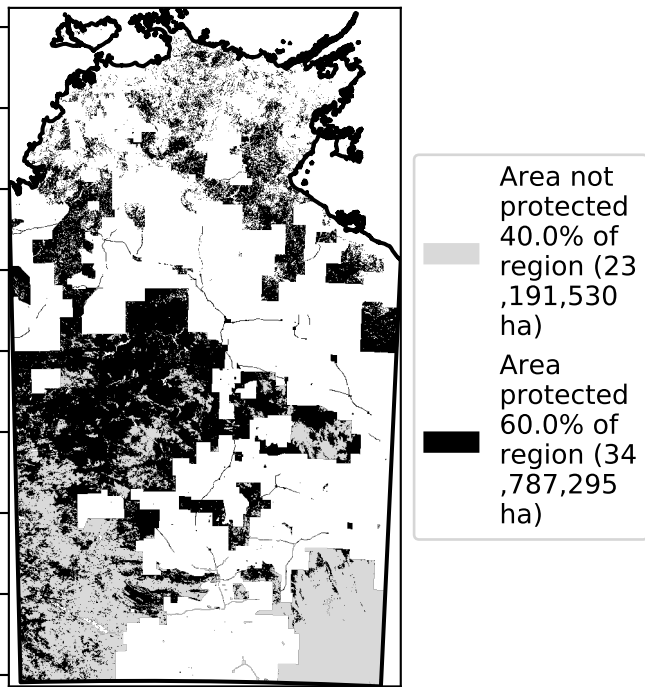 Area not
protected
40.0% of
region (23
,191,530
ha)
Area
protected
60.0% of
region (34
,787,295
ha)